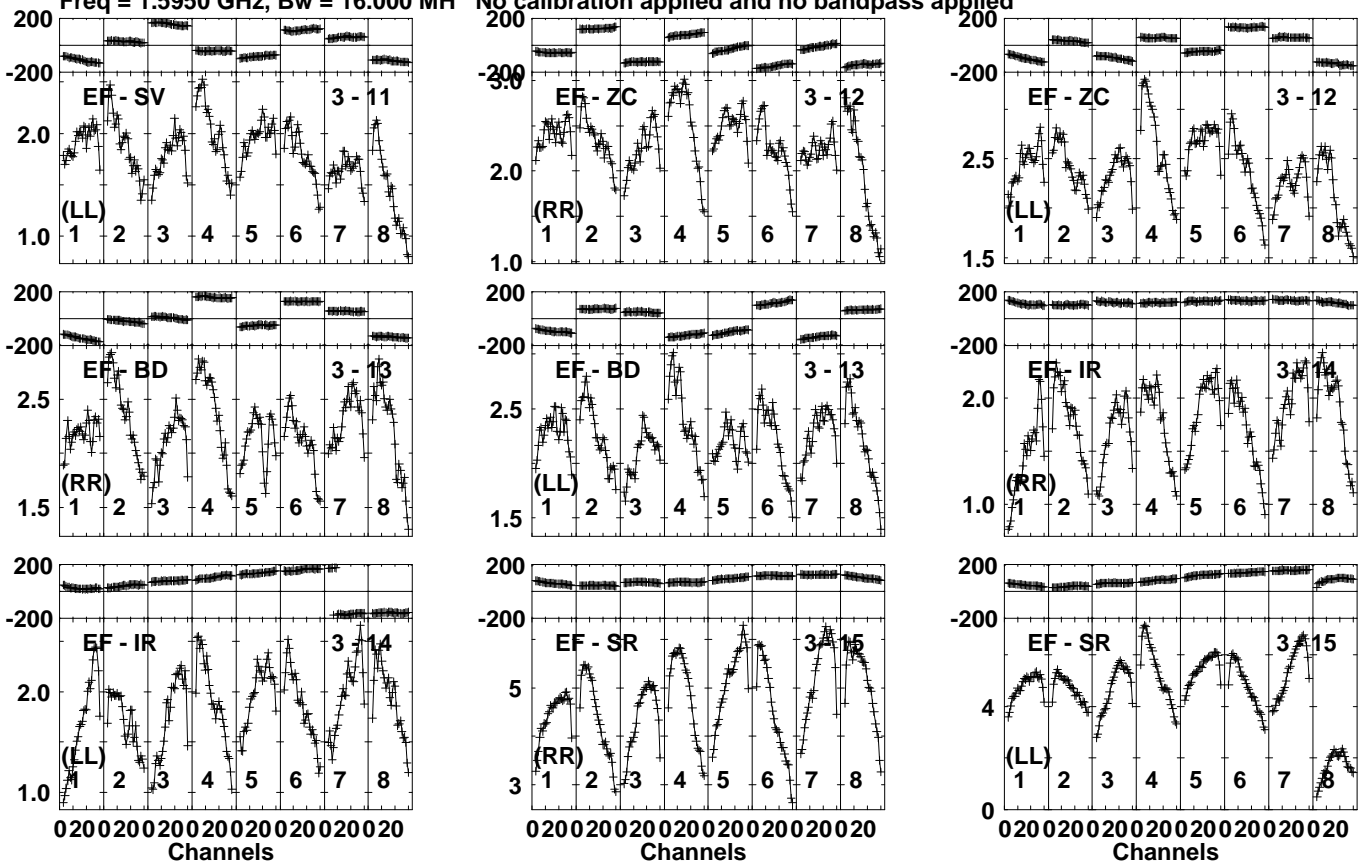 Freq = 1.5950 GHz, Bw = 16.000 MH No calibration applied and no bandpass applied
200
-200
EF - SV 3 - 11
2.0
(LL)
1.0
1 2 3 4 5 6 7 8
200
-200
3.0
EF - ZC 3 - 12
2.0
(RR)
1.0
1 2 3 4 5 6 7 8
200
-200
EF - ZC 3 - 12
2.5
(LL)
1.5
1 2 3 4 5 6 7 8
200
-200
EF - BD 3 - 13
2.5
(RR)
1.5
1 2 3 4 5 6 7 8
200
-200
EF - BD 3 - 13
2.5
(LL)
1.5
1 2 3 4 5 6 7 8
200
-200
EF - IR 3 - 14
2.0
(RR)
1.0
1 2 3 4 5 6 7 8
200
-200
EF - IR 3 - 14
2.0
(LL)
1.0
1 2 3 4 5 6 7 8
0 20 0 20 0 20 0 20 0 20 0 20 0 20 0 20
Channels
200
-200
EF - SR 3 - 15
5
(RR)
3
1 2 3 4 5 6 7 8
0 20 0 20 0 20 0 20 0 20 0 20 0 20 0 20
Channels
200
-200
EF - SR 3 - 15
4
(LL)
0
1 2 3 4 5 6 7 8
0 20 0 20 0 20 0 20 0 20 0 20 0 20 0 20
Channels